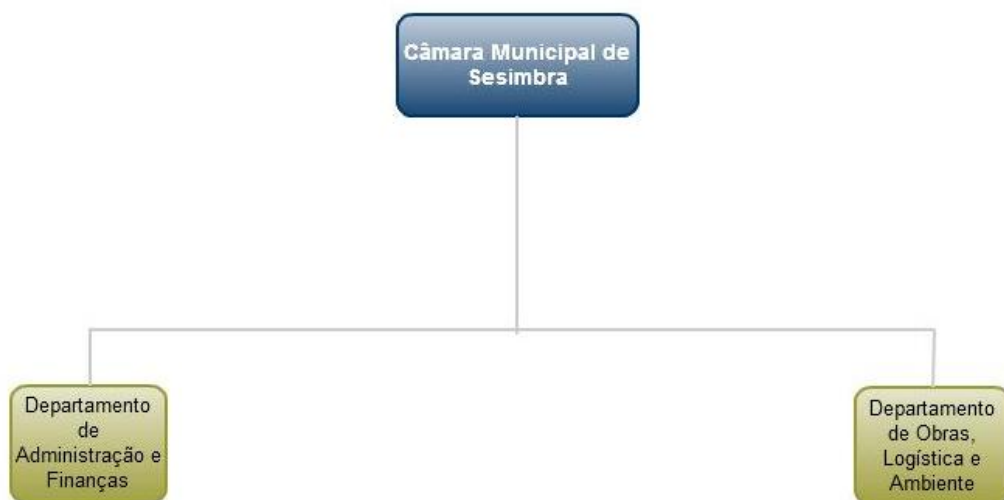 Câmara Municipal de
Sesimbra
Departamento
de
Administração e
Finanças
Departamento
de Obras,
Logística e
Ambiente